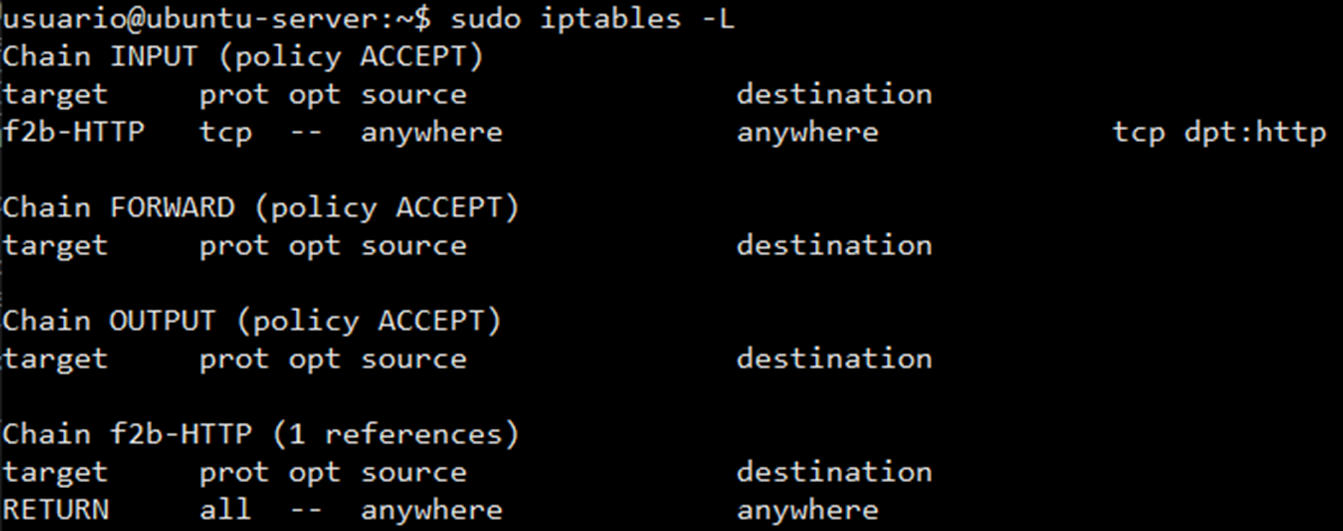 usuario@ubuntu-server:~$ sudo iptables -L
Chain INPUT (policy ACCEPT)
target     prot opt source               destination
f2b-HTTP   tcp  --  anywhere             anywhere             tcp dpt:http

Chain FORWARD (policy ACCEPT)
target     prot opt source               destination

Chain OUTPUT (policy ACCEPT)
target     prot opt source               destination

Chain f2b-HTTP (1 references)
target     prot opt source               destination
RETURN     all  --  anywhere             anywhere